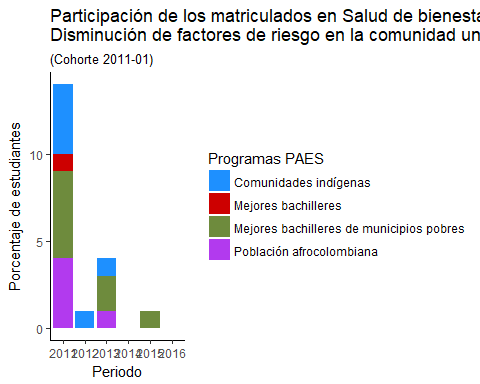 Participación de los matriculados en Salud de bienesta
Disminución de factores de riesgo en la comunidad un
(Cohorte 2011-01)
Porcentaje de estudiantes
10
5
0
2011 2012 2013 2014 2015 2016
Periodo
Programas PAES
Comunidades indígenas
Mejores bachilleres
Mejores bachilleres de municipios pobres
Población afrocolombiana